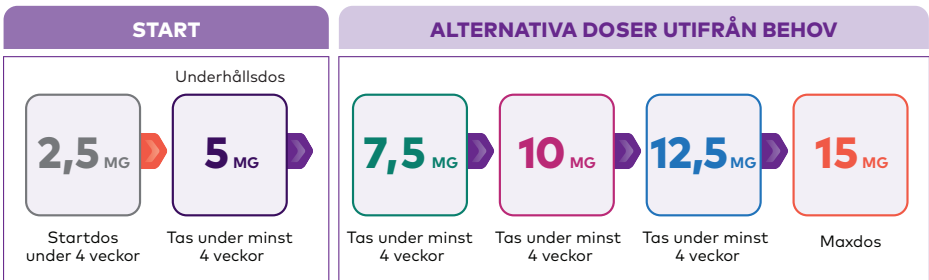 START
ALTERNATIVA DOSER UTIFRÅN BEHOV
Underhållsdos
2,5 MG
5 MG
7,5 MG
10 MG
12,5 MG
15 MG
Startdos
under 4 veckor
Tas under minst
4 veckor
Tas under minst
4 veckor
Tas under minst
4 veckor
Tas under minst
4 veckor
Maxdos